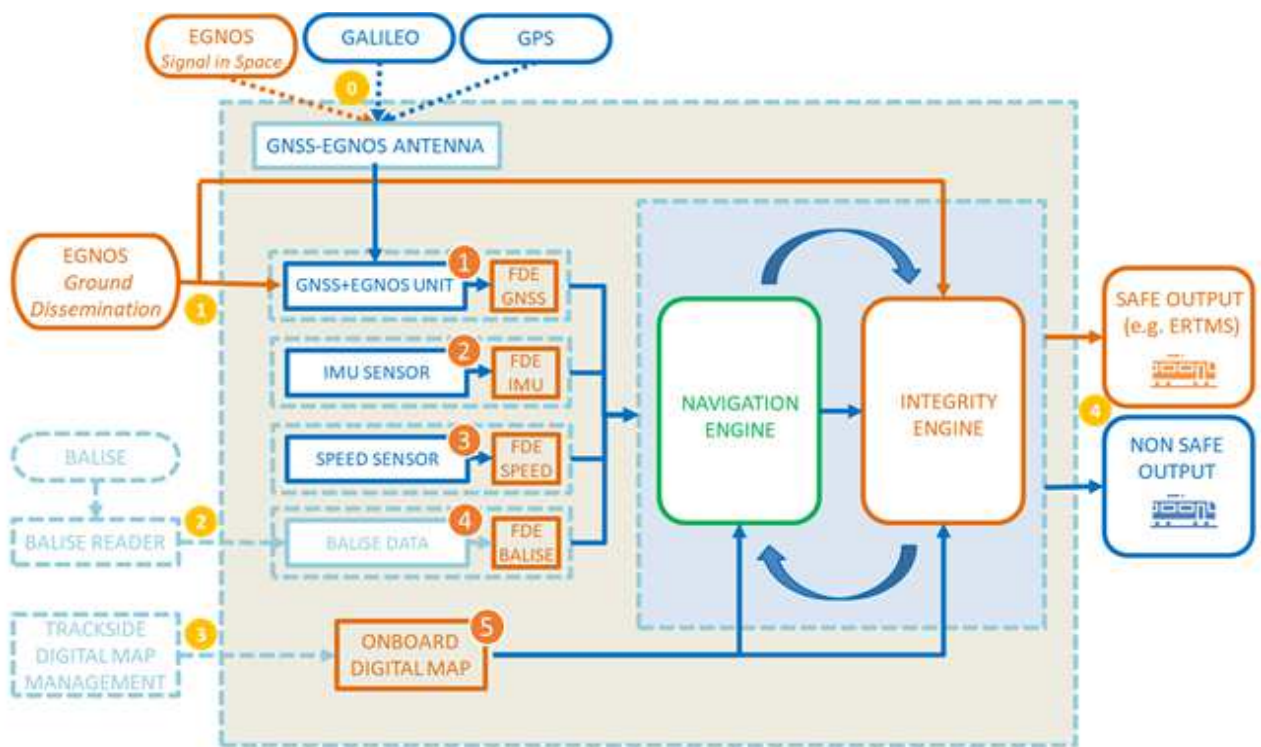 EGNOS
Signal in Space
GALILEO
GPS
0
GNSS-EGNOS ANTENNA
EGNOS
Ground
Dissemination
1
GNSS+EGNOS UNIT
1
FDE
GNSS
IMU SENSOR
2
FDE
IMU
SPEED SENSOR
3
FDE
SPEED
BALISE
BALISE READER
2
BALISE DATA
4
FDE
BALISE
TRACKSIDE
DIGITAL MAP
MANAGEMENT
3
ONBOARD
DIGITAL MAP
5
NAVIGATION
ENGINE
INTEGRITY
ENGINE
SAFE OUTPUT
(e.g. ERTMS)
4
NON SAFE
OUTPUT